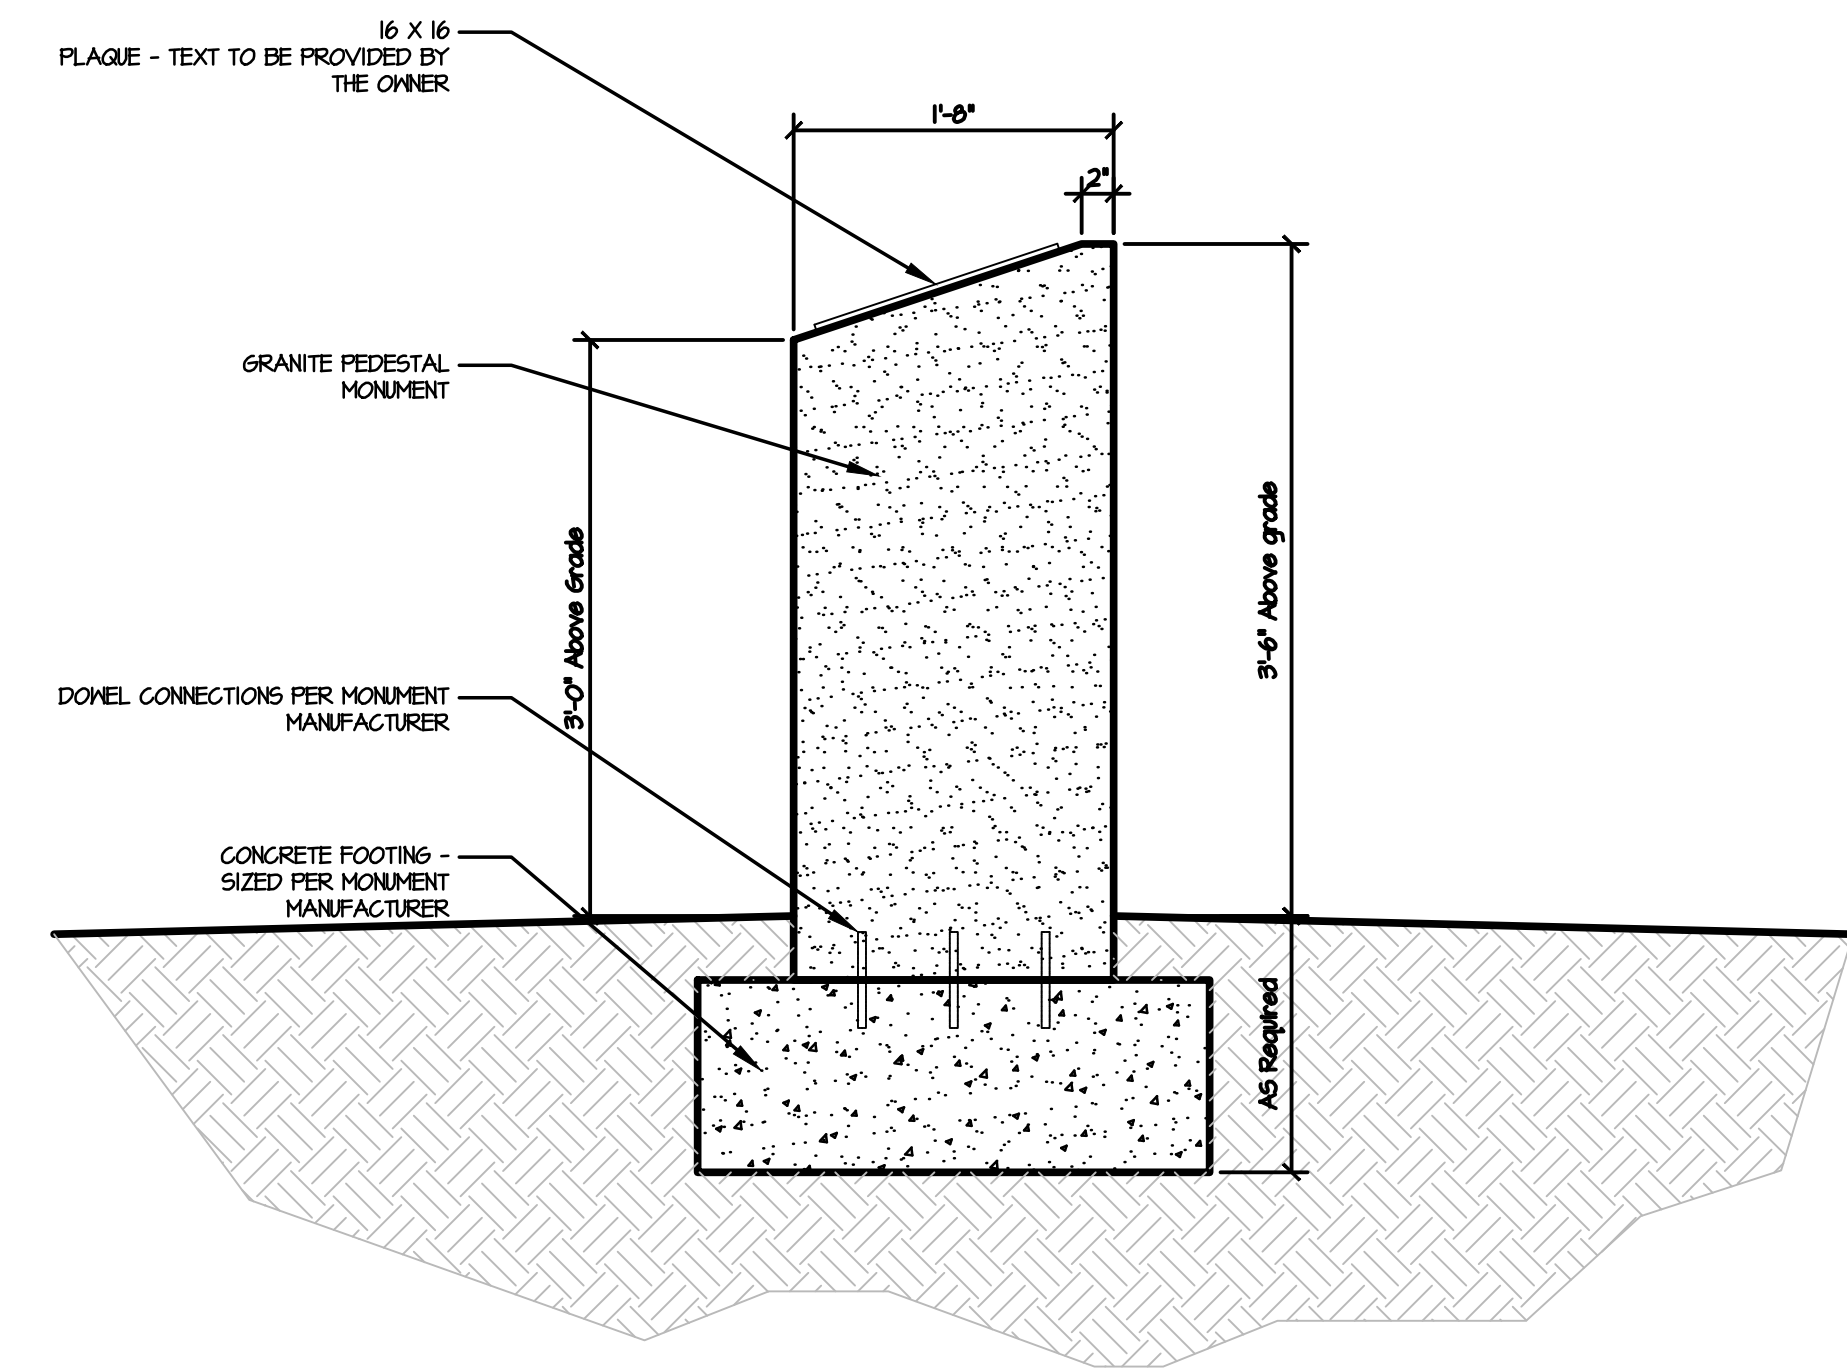 16 X 16
PLAQUE - TEXT TO BE PROVIDED BY
THE OWNER
1'-8"
2"
GRANITE PEDESTAL
MONUMENT
3'-0" Above Grade
3'-6" Above grade
DOWEL CONNECTIONS PER MONUMENT
MANUFACTURER
CONCRETE FOOTING -
SIZED PER MONUMENT
MANUFACTURER
AS Required